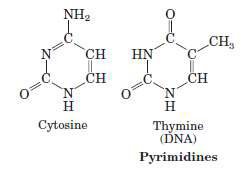 NH₂ O
C C CH₃
N CH HN C
C CH C CH
O N O N
H H
Cytosine Thymine
(DNA)
Pyrimidines